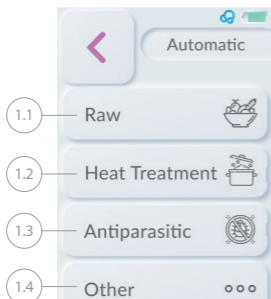 Automatic
1.1 Raw
1.2 Heat Treatment
1.3 Antiparasitic
1.4 Other